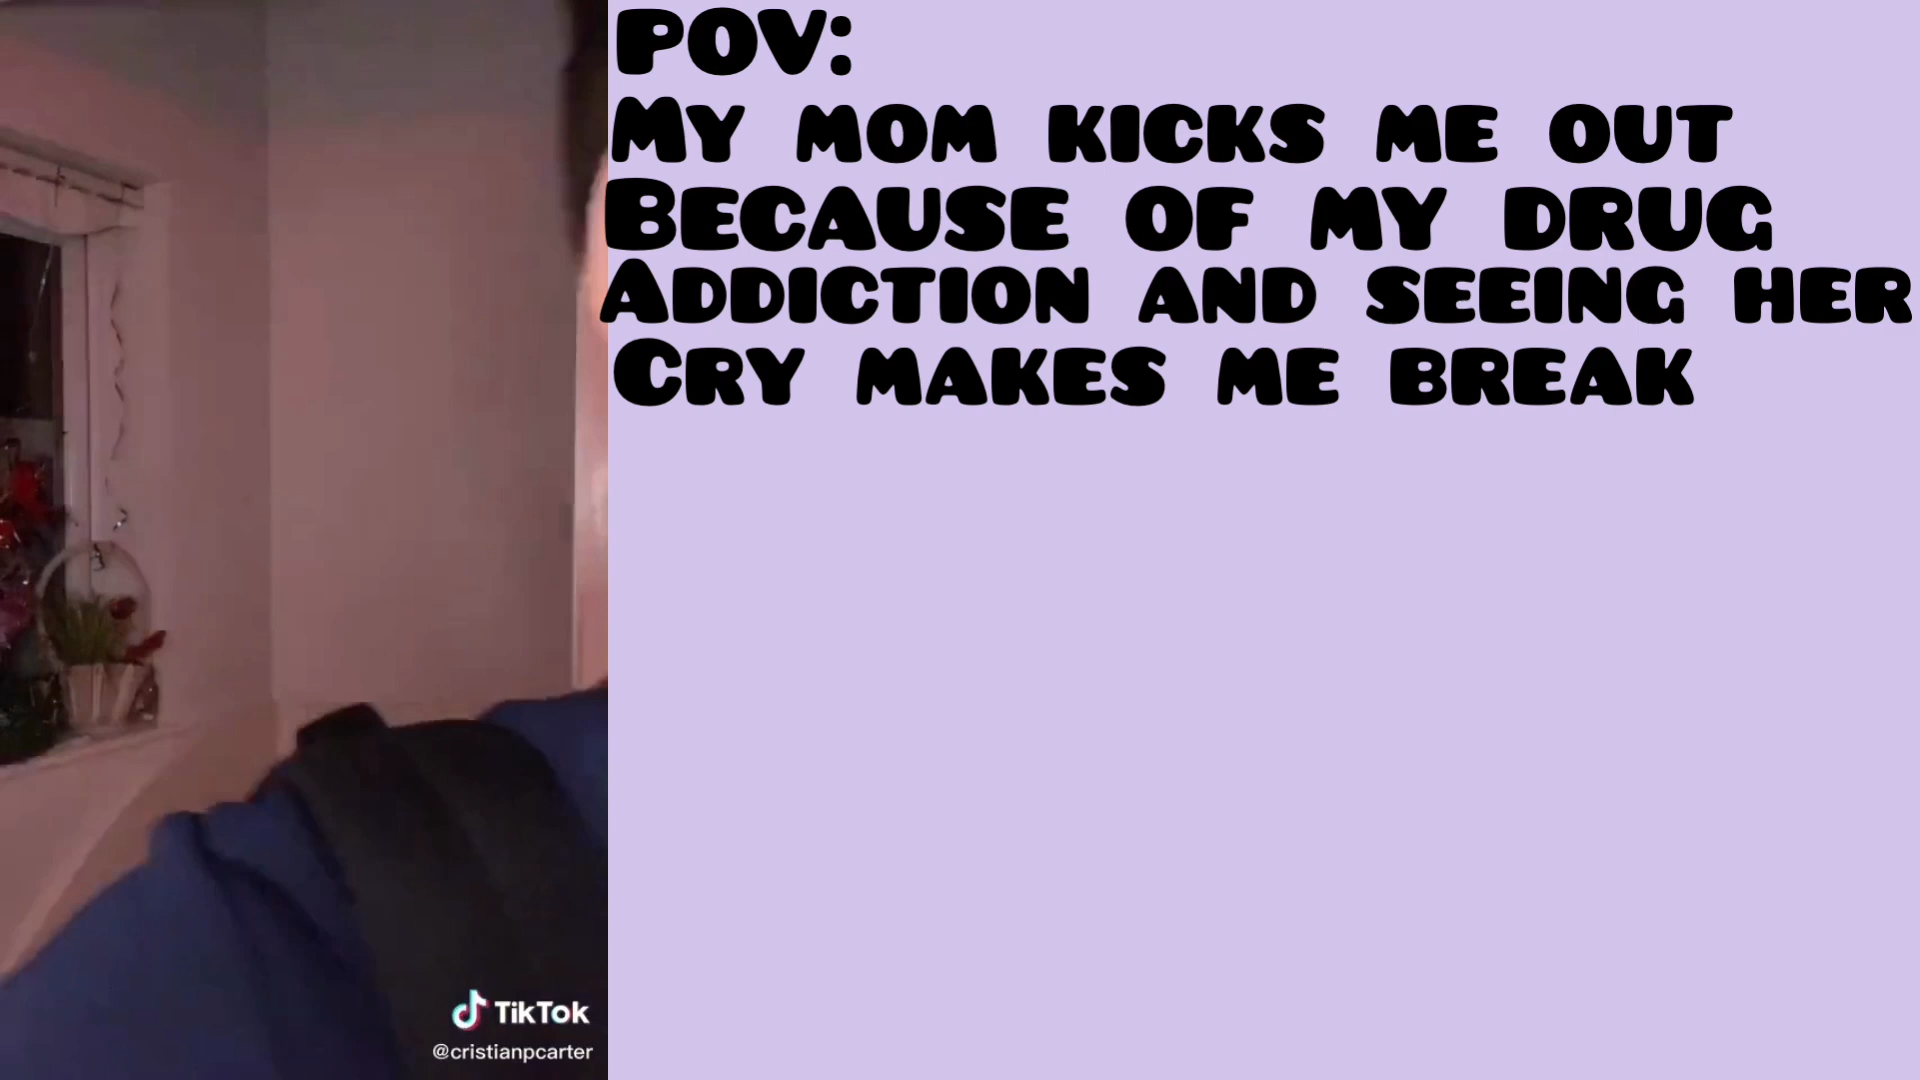 POV:
My mom kicks me out
Because of my drug
Addiction and seeing her
Cry makes me break
TikTok
@cristianpcarter